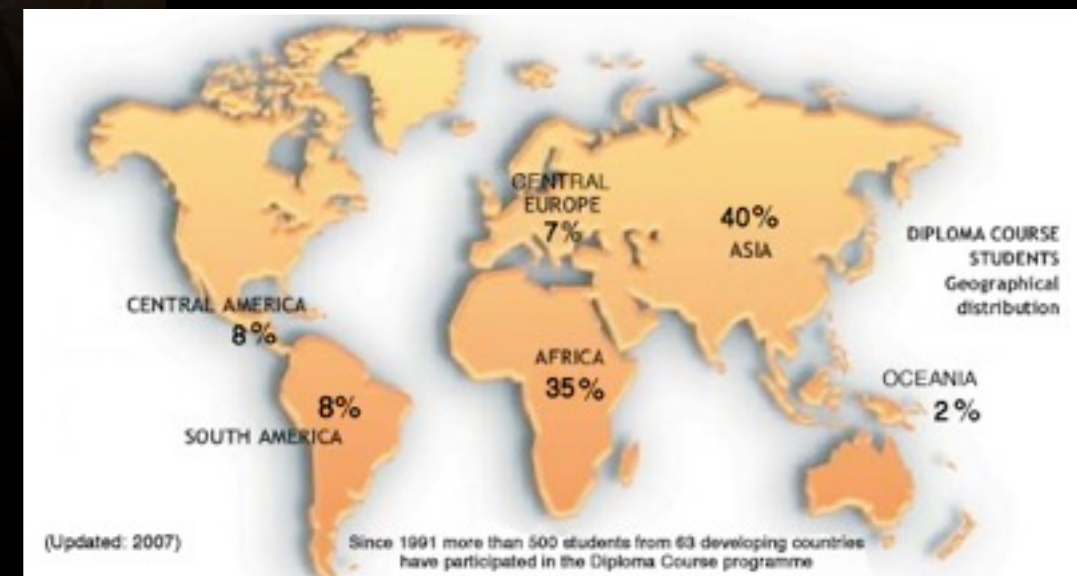 CENTRAL
EUROPE
7%
40%
ASIA
DIPLOMA COURSE
STUDENTS
Geographical
distribution
CENTRAL AMERICA
8%
AFRICA
35%
OCEANIA
2%
8%
SOUTH AMERICA
(Updated: 2007)
Since 1991 more than 500 students from 63 developing countries
have participated in the Diploma Course programme